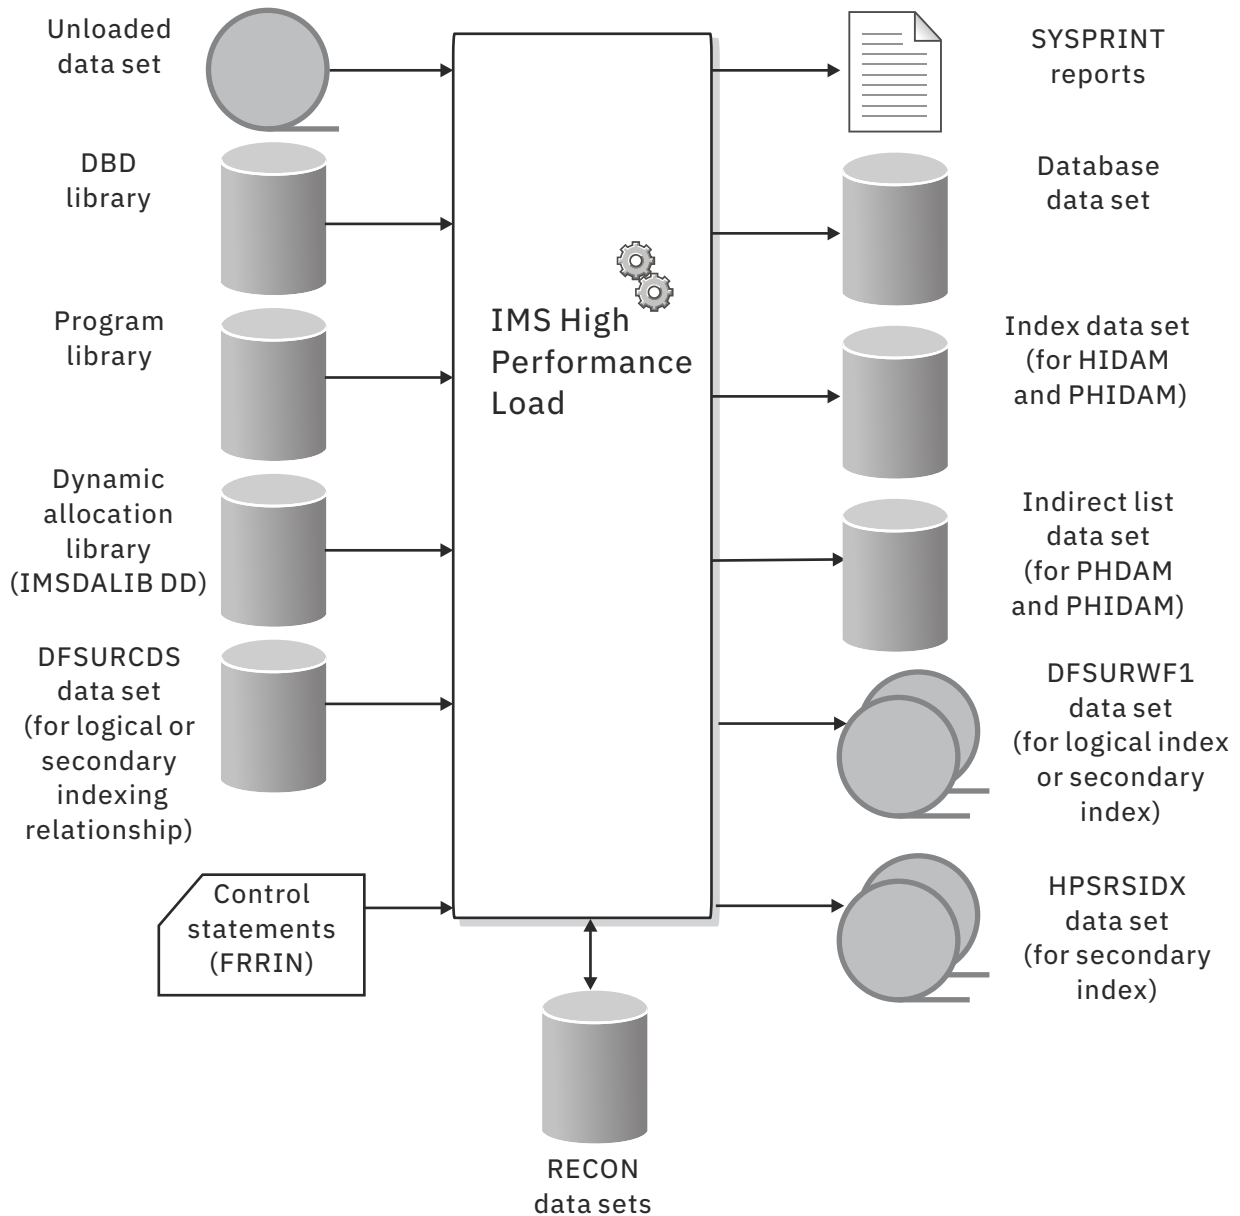 Unloaded
data set
DBD
library
Program
library
Dynamic
allocation
library
(IMSDALIB DD)
DFSURCDS
data set
(for logical or
secondary
indexing
relationship)
Control
statements
(FRRIN)
IMS High
Performance
Load
RECON
data sets
SYSPRINT
reports
Database
data set
Index data set
(for HIDAM
and PHIDAM)
Indirect list
data set
(for PHDAM
and PHIDAM)
DFSURWF1
data set
(for logical index
or secondary
index)
HPSRSIDX
data set
(for secondary
index)